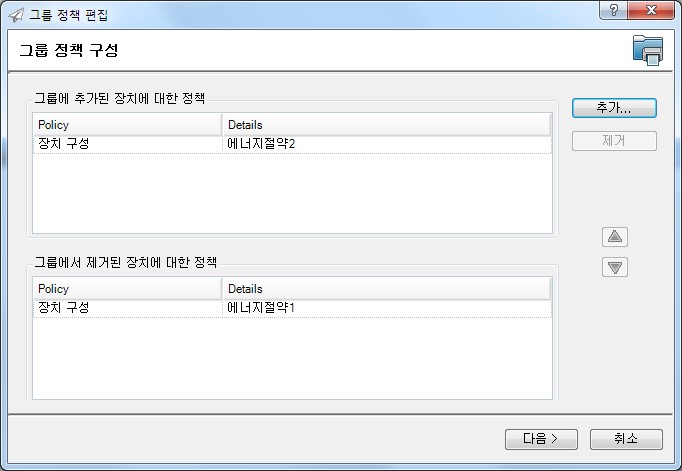 그룹 정책 편집
그룹 정책 구성
그룹에 추가된 장치에 대한 정책
Policy Details
장치 구성 에너지절약2
추가...
제거
그룹에서 제거된 장치에 대한 정책
Policy Details
장치 구성 에너지절약1
다음 > 취소